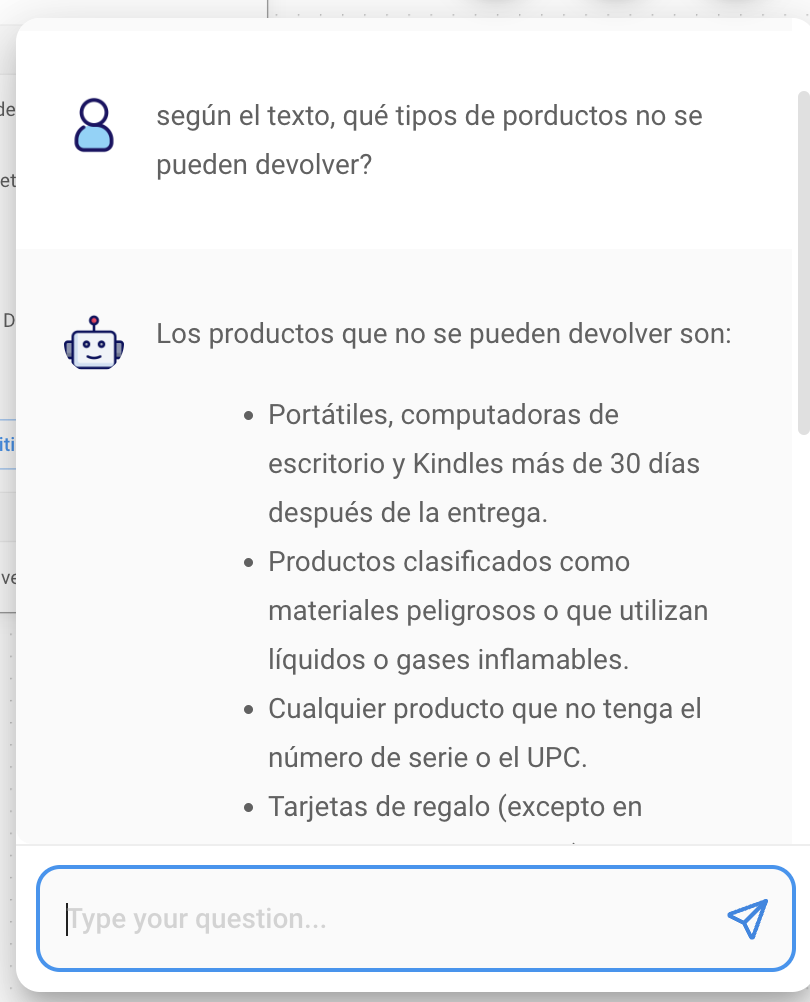 según el texto, qué tipos de porductos no se
pueden devolver?
Los productos que no se pueden devolver son:
• Portátiles, computadoras de
escritorio y Kindles más de 30 días
después de la entrega.
• Productos clasificados como
materiales peligrosos o que utilizan
líquidos o gases inflamables.
• Cualquier producto que no tenga el
número de serie o el UPC.
• Tarjetas de regalo (excepto en
Type your question...